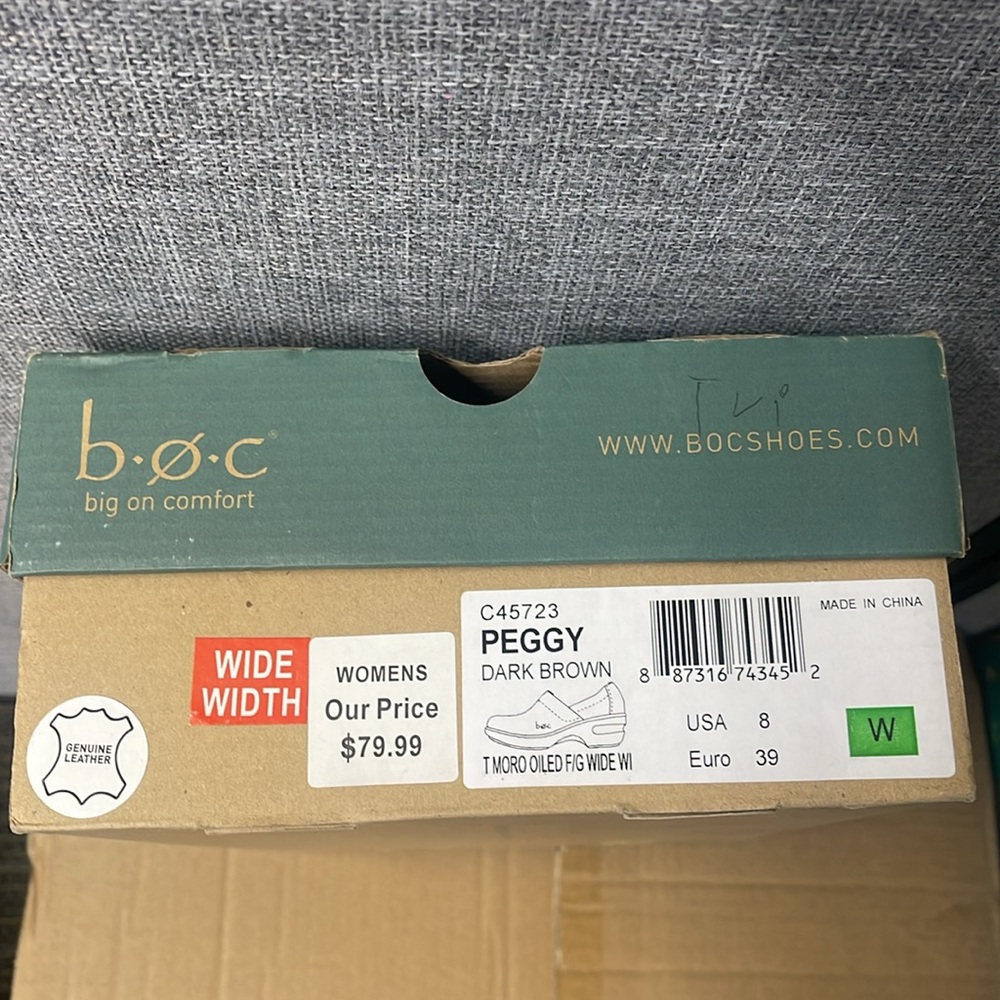 b·ø·c®
big on comfort
WWW.BOCSHOES.COM
WIDE
WIDTH
WOMENS
Our Price
$79.99
GENUINE
LEATHER
C45723
PEGGY
DARK BROWN
bøc
T MORO OILED F/G WIDE WI
8 87316 74345 2
MADE IN CHINA
USA 8
Euro 39
W